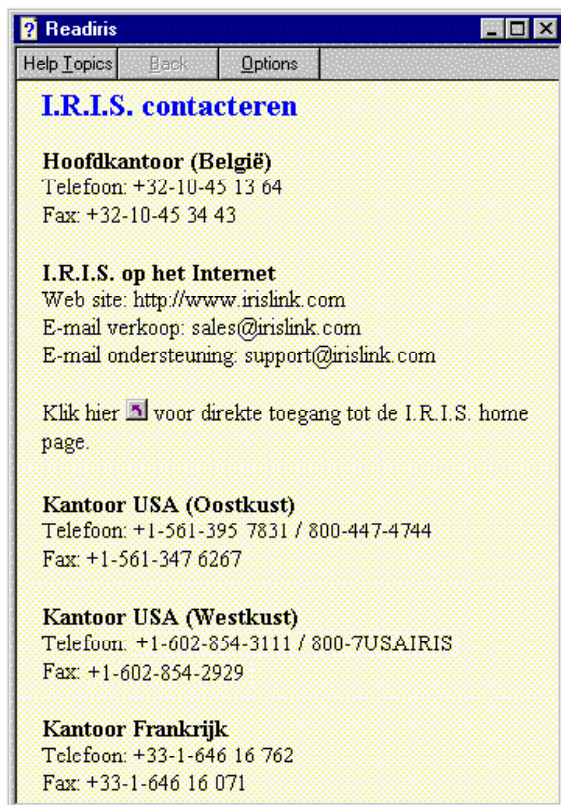 Readiris
Help Topics Back Options
I.R.I.S. contacteren
Hoofdkantoor (België)
Telefoon: +32-10-45 13 64
Fax: +32-10-45 34 43
I.R.I.S. op het Internet
Web site: http://www.irislink.com
E-mail verkoop: sales@irislink.com
E-mail ondersteuning: support@irislink.com
Klik hier voor direkte toegang tot de I.R.I.S. home
page.
Kantoor USA (Oostkust)
Telefoon: +1-561-395 7831 / 800-447-4744
Fax: +1-561-347 6267
Kantoor USA (Westkust)
Telefoon: +1-602-854-3111 / 800-7USAIRIS
Fax: +1-602-854-2929
Kantoor Frankrijk
Telefoon: +33-1-646 16 762
Fax: +33-1-646 16 071